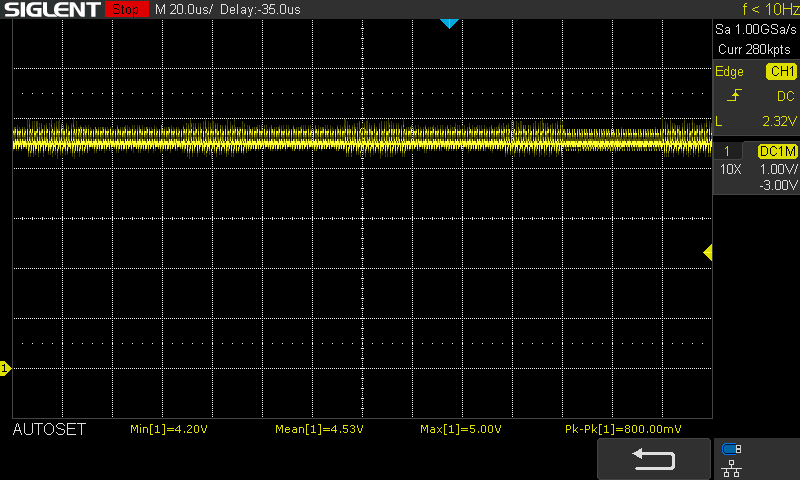 SIGLENT Stop M 20.0us/ Delay:-35.0us f < 10Hz
Sa 1.00GSa/s
Curr 280kpts
Edge CH1
DC
L 2.32V
1 DC1M
10X 1.00V/
-3.00V
1
AUTOSET Min[1]=4.20V Mean[1]=4.53V Max[1]=5.00V Pk-Pk[1]=800.00mV